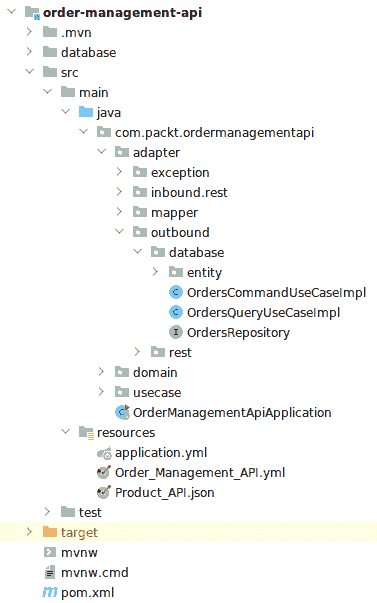 order-management-api
.mvn
database
src
main
java
com.packt.ordermanagementapi
adapter
exception
inbound.rest
mapper
outbound
database
entity
OrdersCommandUseCaseImpl
OrdersQueryUseCaseImpl
OrdersRepository
rest
domain
usecase
OrderManagementApiApplication
resources
application.yml
Order_Management_API.yml
Product_API.json
test
target
mvnw
mvnw.cmd
pom.xml